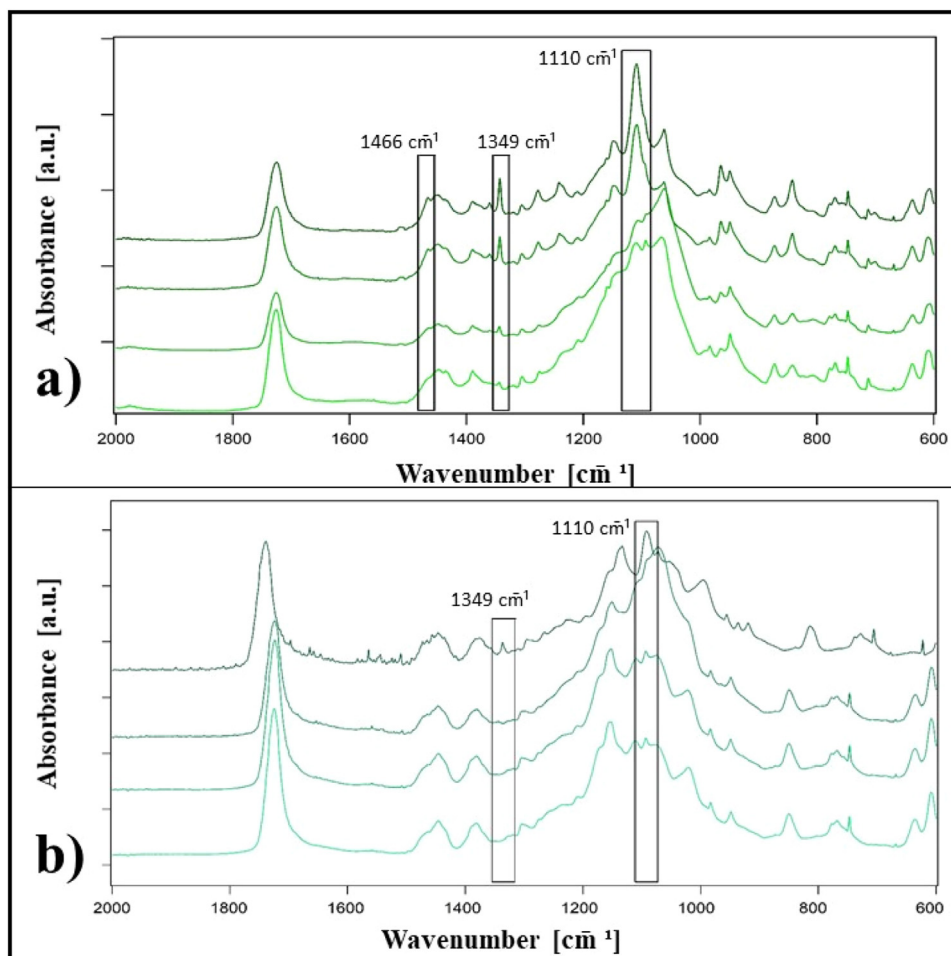 1110 cm̄¹
1466 cm̄¹ 1349 cm̄¹
Absorbance [a.u.]
a)
2000 1800 1600 1400 1200 1000 800 600
Wavenumber [cm̄ ¹]
1110 cm̄¹
1349 cm̄¹
Absorbance [a.u.]
b)
2000 1800 1600 1400 1200 1000 800 600
Wavenumber [cm̄ ¹]